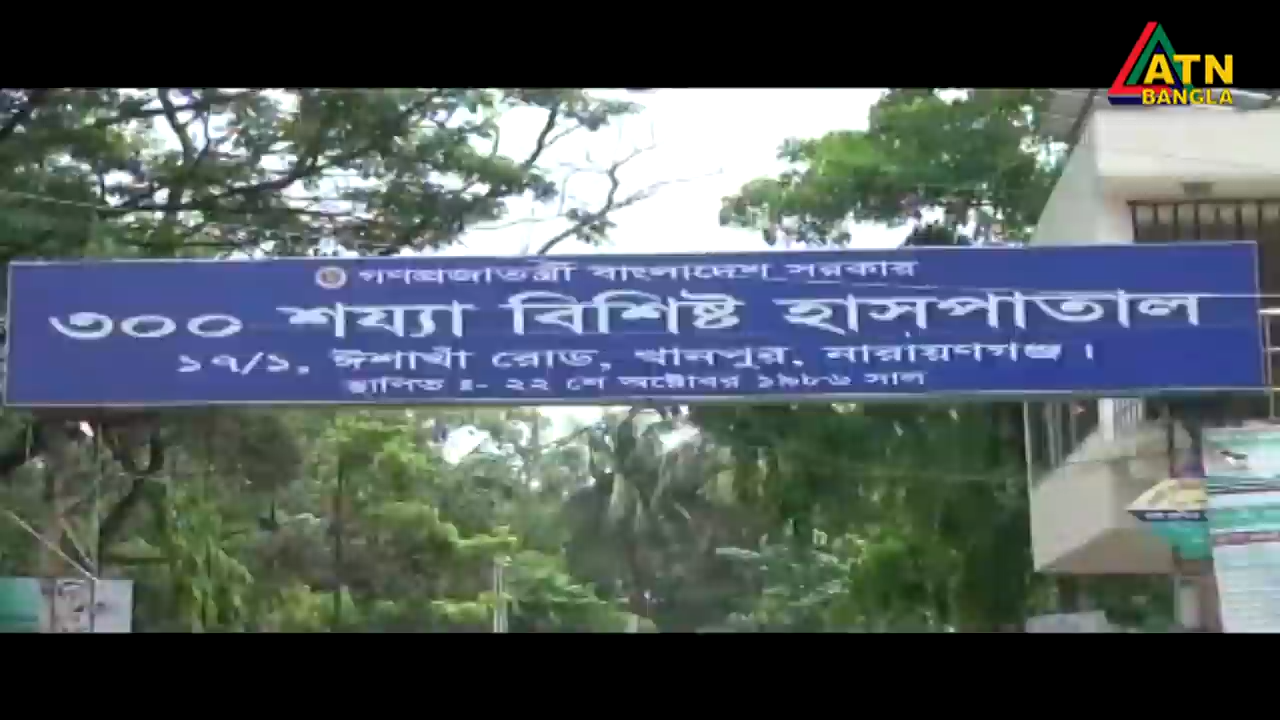 ATN
BANGLA
গণপ্রজাতন্ত্রী বাংলাদেশ সরকার
৩০০ শয্যা বিশিষ্ট হাসপাতাল
১৭/১, ঈশাখাঁ রোড, খানপুর, নারায়ণগঞ্জ।
স্থাপিত ঃ- ২২ শে অক্টোবর ১৯৮৬ সাল